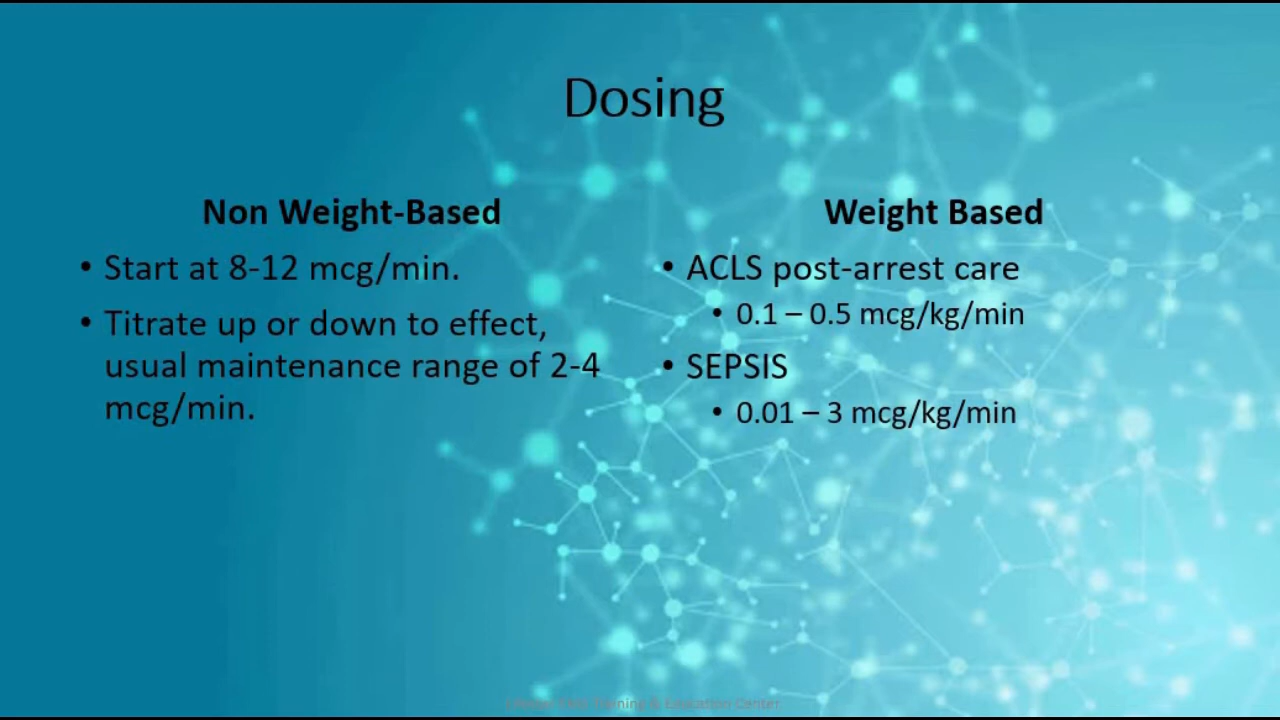 Dosing
Non Weight-Based
• Start at 8-12 mcg/min.
• Titrate up or down to effect,
usual maintenance range of 2-4
mcg/min.
Weight Based
• ACLS post-arrest care
• 0.1 – 0.5 mcg/kg/min
• SEPSIS
• 0.01 – 3 mcg/kg/min
& Education Center